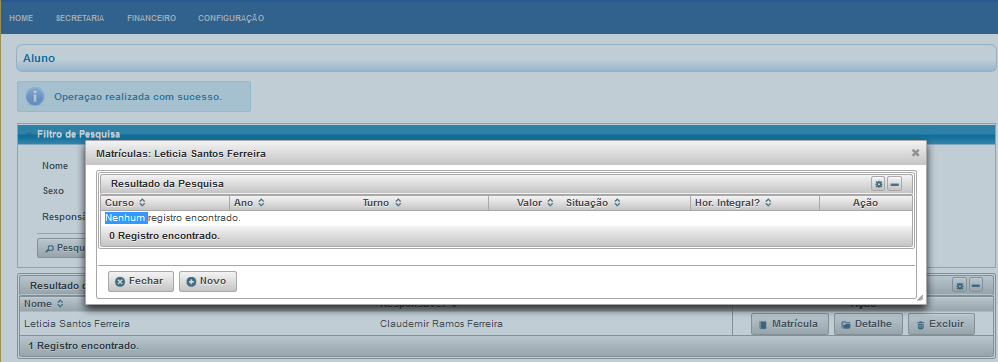 HOME SECRETARIA FINANCEIRO CONFIGURAÇÃO
Aluno
Operaçao realizada com sucesso.
Filtro de Pesquisa
Matrículas: Leticia Santos Ferreira
Nome
Resultado da Pesquisa
Sexo
Curso Ano Turno Valor Situação Hor. Integral? Ação
Nenhum registro encontrado.
Responsá
0 Registro encontrado.
Pesqu
Fechar Novo
Resultado d
Nome
Leticia Santos Ferreira Claudemir Ramos Ferreira Matrícula Detalhe Excluir
1 Registro encontrado.